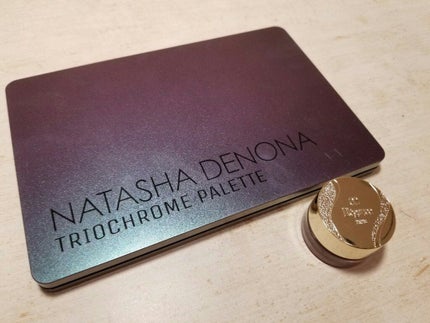 NATASHA DENONA
TRIOCHROME PALETTE